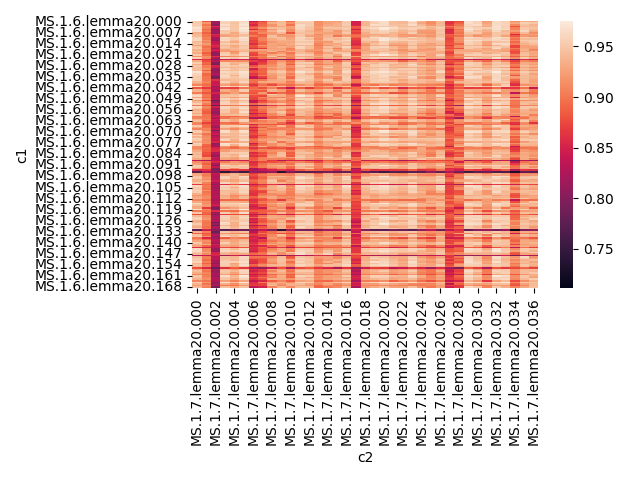 MS.1.6.lemma20.000
MS.1.6.lemma20.007
MS.1.6.lemma20.014
MS.1.6.lemma20.021
MS.1.6.lemma20.028
MS.1.6.lemma20.035
MS.1.6.lemma20.042
MS.1.6.lemma20.049
MS.1.6.lemma20.056
MS.1.6.lemma20.063
MS.1.6.lemma20.070
MS.1.6.lemma20.077
MS.1.6.lemma20.084
MS.1.6.lemma20.091
MS.1.6.lemma20.098
MS.1.6.lemma20.105
MS.1.6.lemma20.112
MS.1.6.lemma20.119
MS.1.6.lemma20.126
MS.1.6.lemma20.133
MS.1.6.lemma20.140
MS.1.6.lemma20.147
MS.1.6.lemma20.154
MS.1.6.lemma20.161
MS.1.6.lemma20.168
c1
MS.1.7.lemma20.000
MS.1.7.lemma20.002
MS.1.7.lemma20.004
MS.1.7.lemma20.006
MS.1.7.lemma20.008
MS.1.7.lemma20.010
MS.1.7.lemma20.012
MS.1.7.lemma20.014
MS.1.7.lemma20.016
MS.1.7.lemma20.018
MS.1.7.lemma20.020
MS.1.7.lemma20.022
MS.1.7.lemma20.024
MS.1.7.lemma20.026
MS.1.7.lemma20.028
MS.1.7.lemma20.030
MS.1.7.lemma20.032
MS.1.7.lemma20.034
MS.1.7.lemma20.036
c2
0.95
0.90
0.85
0.80
0.75